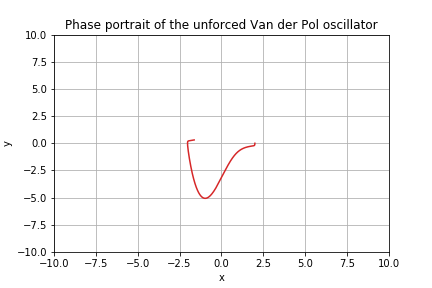 Phase portrait of the unforced Van der Pol oscillator
10.0
7.5
5.0
2.5
0.0
−2.5
−5.0
−7.5
−10.0
y
−10.0 −7.5 −5.0 −2.5 0.0 2.5 5.0 7.5 10.0
x